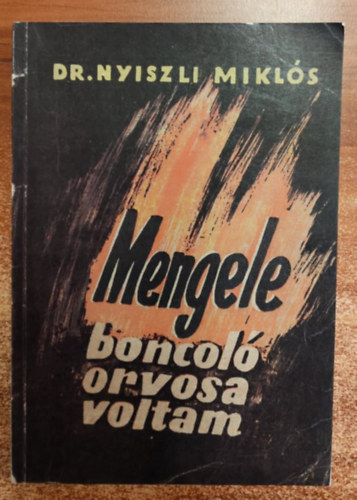 DR. NYISZLI MIKLÓS
Mengele
boncoló
orvosa
voltam